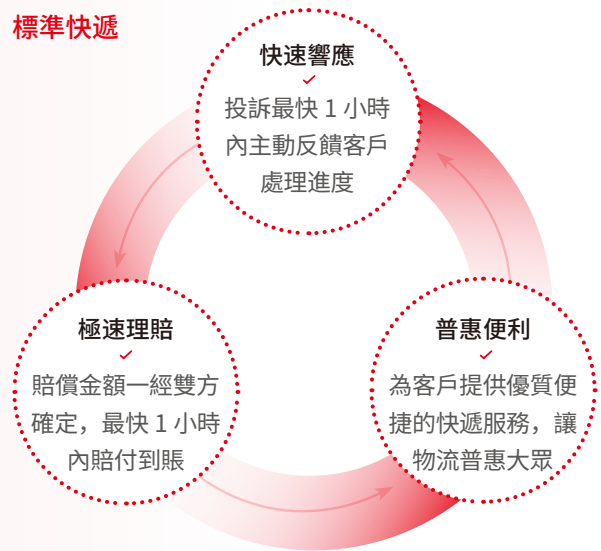 標準快遞
快速響應
投訴最快 1 小時
內主動反饋客戶
處理進度
極速理賠
賠償金額一經雙方
確定，最快 1 小時
內賠付到賬
普惠便利
為客戶提供優質便
捷的快遞服務，讓
物流普惠大眾